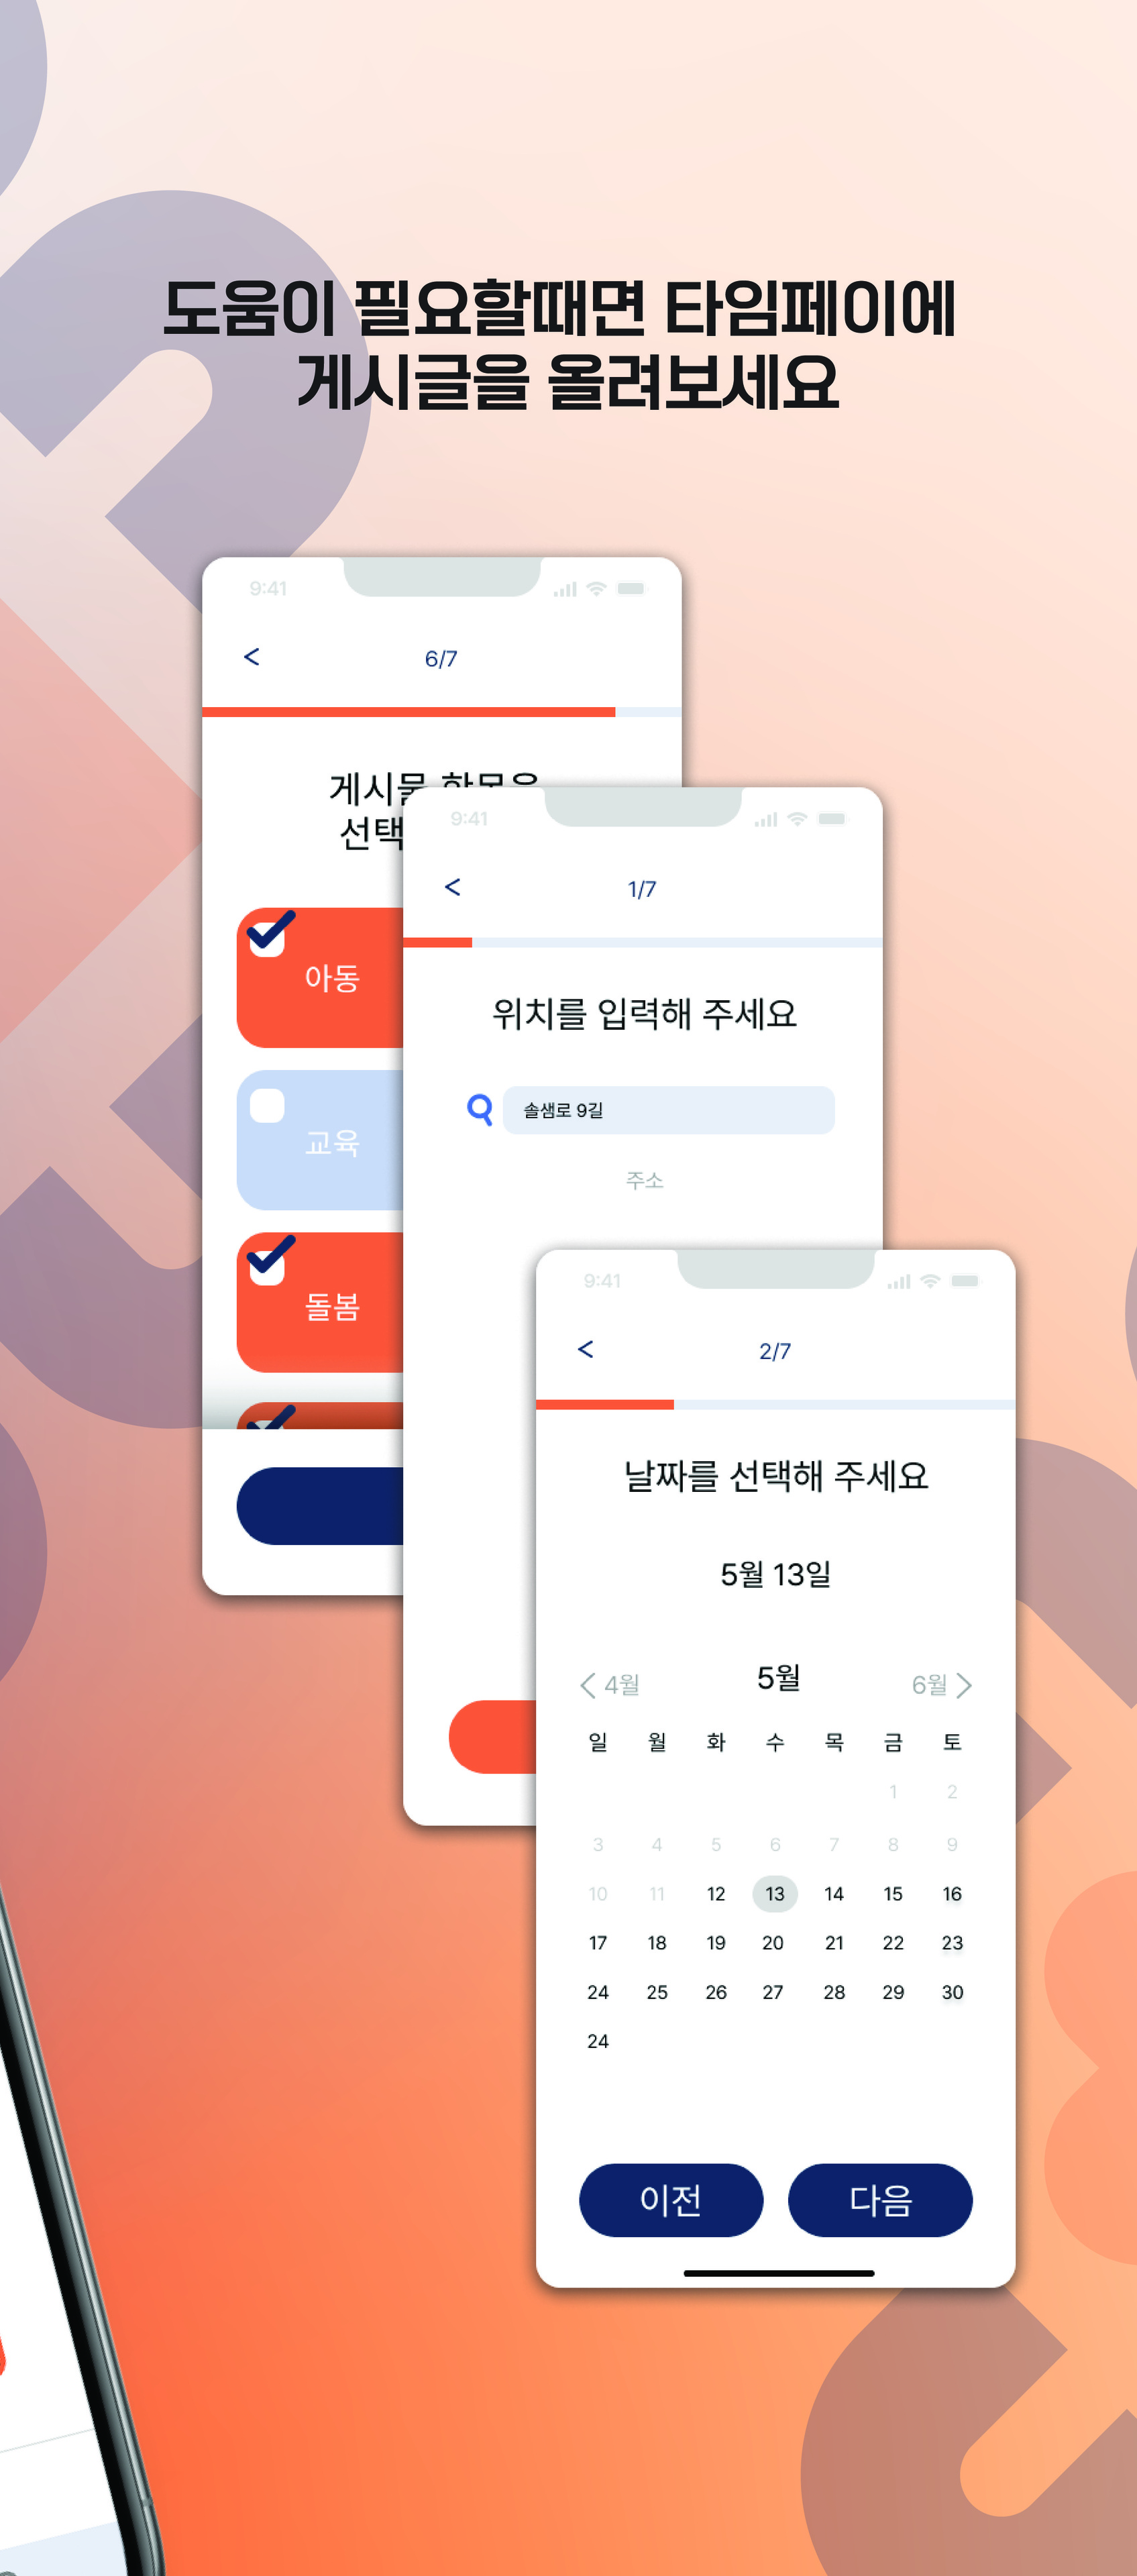 도움이 필요할때면 타임페이에
게시글을 올려보세요
9:41
<
6/7
게시물 항목을
선택
아동
교육
돌봄
9:41
<
1/7
위치를 입력해 주세요
솔샘로 9길
주소
9:41
<
2/7
날짜를 선택해 주세요
5월 13일
< 4월 5월 6월 >
일 월 화 수 목 금 토
1 2
3 4 5 6 7 8 9
10 11 12 13 14 15 16
17 18 19 20 21 22 23
24 25 26 27 28 29 30
24
이전 다음